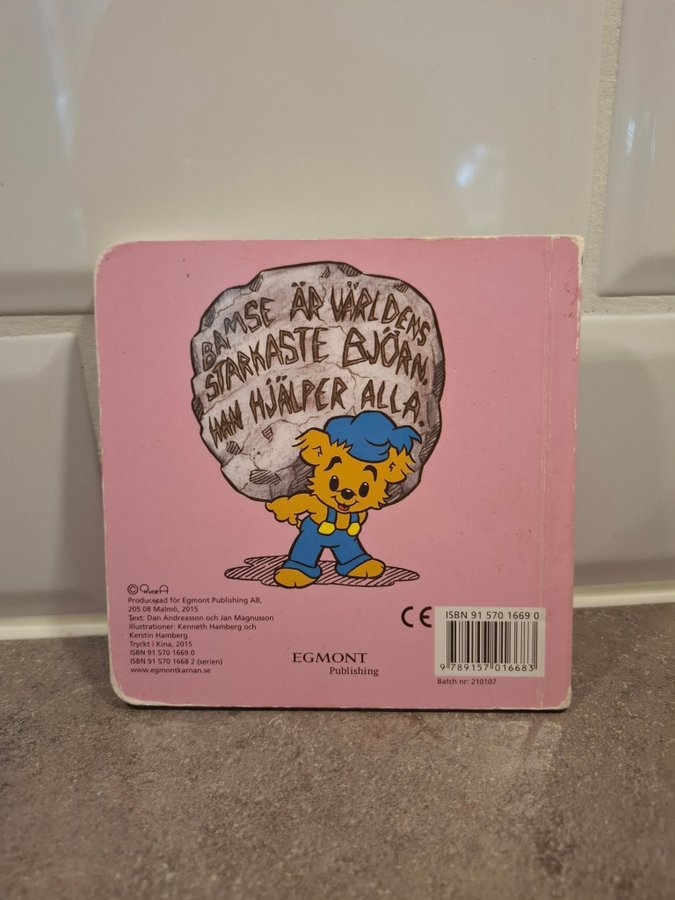 BAMSE ÄR VÄRLDENS
STARKASTE BJÖRN.
HAN HJÄLPER ALLA.
© Rune A
Producerad för Egmont Publishing AB,
205 08 Malmö, 2015
Text: Dan Andreasson och Jan Magnusson
Illustrationer: Kenneth Hamberg och
Kerstin Hamberg
Tryckt i Kina, 2015
ISBN 91 570 1669 0
ISBN 91 570 1668 2 (serien)
www.egmontkarnan.se
EGMONT
Publishing
CE
ISBN 91 570 1669 0
9 789157 016683
Batch nr: 210107